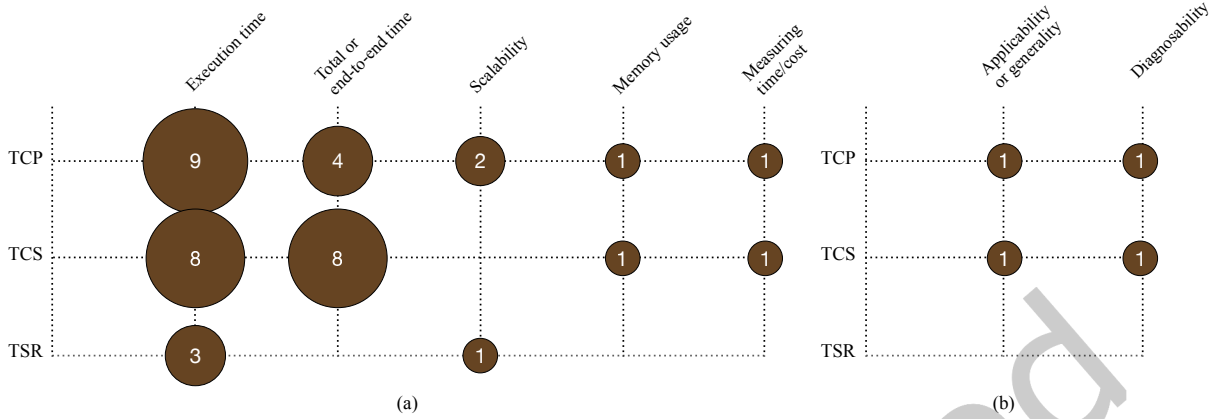 Execution time
Total or
end-to-end time
Scalability
Memory usage
Measuring
time/cost
Applicability
or generality
Diagnosability
TCP 9 4 2 1 1
TCP 1 1
TCS 8 8 1 1
TCS 1 1
TSR 3 1
TSR
(a)
(b)